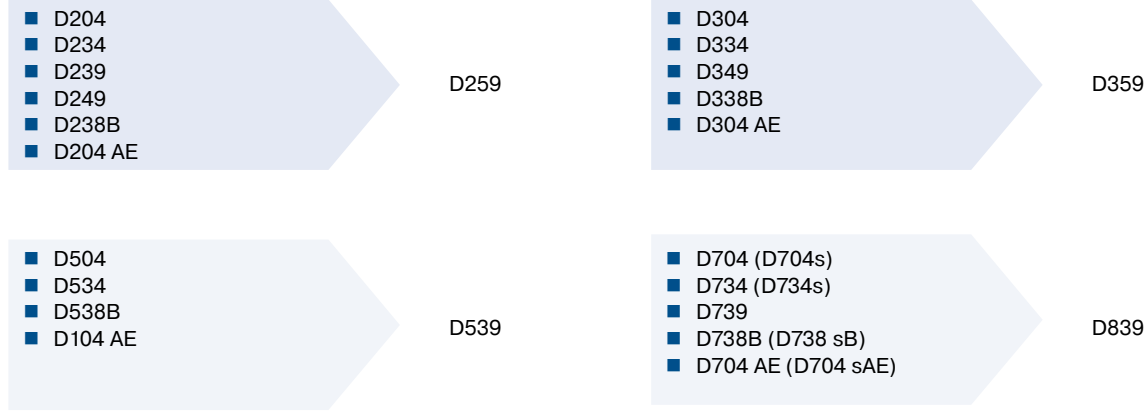 D204
D234
D239
D249
D238B
D204 AE
D259
D304
D334
D349
D338B
D304 AE
D359
D504
D534
D538B
D104 AE
D539
D704 (D704s)
D734 (D734s)
D739
D738B (D738 sB)
D704 AE (D704 sAE)
D839